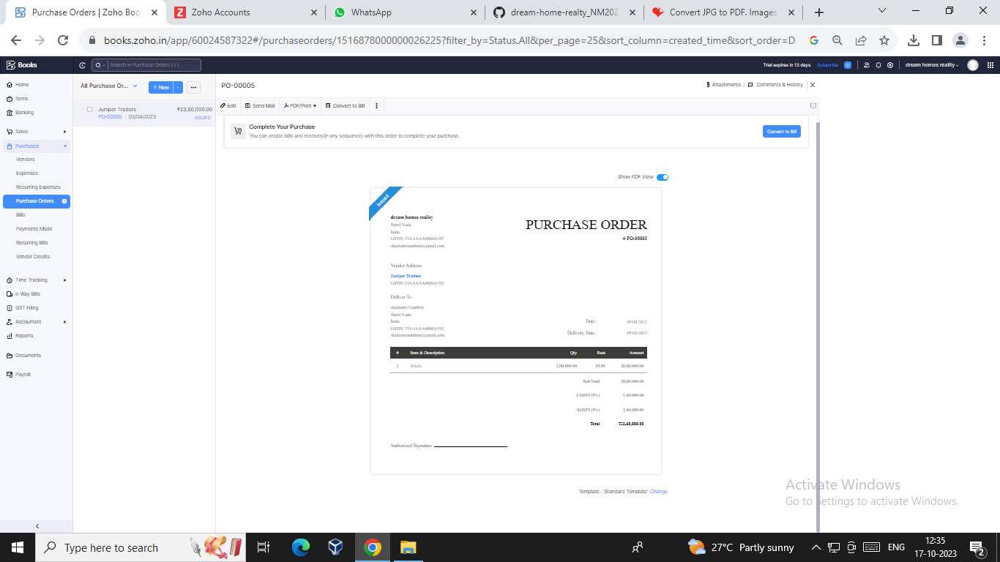 Purchase Orders | Zoho Boo
Zoho Accounts
WhatsApp
dream-home-realty_NM202
Convert JPG to PDF. Images
books.zoho.in/app/60024587322#/purchaseorders/1516878000000026225?filter_by=Status.All&per_page=25&sort_column=created_time&sort_order=D
Books
Search in Purchase Orders ( / )
Trial expires in 13 days.
Subscribe
dream homes reality
Home
Items
Banking
Sales
Purchases
Vendors
Expenses
Recurring Expenses
Purchase Orders
Bills
Payments Made
Recurring Bills
Vendor Credits
Time Tracking
e-Way Bills
GST Filing
Accountant
Reports
Documents
Payroll
All Purchase Or...
+ New
Juniper Traders ₹23,60,000.00
PO-00005 | 05/04/2023 ISSUED
PO-00005
Attachments
Comments & History
Edit
Send Mail
PDF/Print
Convert to Bill
Complete Your Purchase
You can create bills and receives(in any sequence) with this order to complete your purchase.
Convert to Bill
Show PDF View
Issued
dream homes reality
Tamil Nadu
India
GSTIN 33AAAAA0000A15Z
shailashrinanthini@gmail.com
PURCHASE ORDER
# PO-00005
Vendor Address
Juniper Traders
GSTIN 33AAAAA0000A15Z
Deliver To
shailashri Nanthini
Tamil Nadu
India
GSTIN 33AAAAA0000A15Z
shailashrinanthini@gmail.com
Date : 05/04/2023
Delivery Date : 05/04/2023
# Item & Description Qty Rate Amount
1 Bricks 2,00,000.00 10.00 20,00,000.00
Sub Total 20,00,000.00
CGST9 (9%) 1,80,000.00
SGST9 (9%) 1,80,000.00
Total ₹23,60,000.00
Authorized Signature
Template : 'Standard Template' Change
Activate Windows
Go to Settings to activate Windows.
Type here to search
27°C Partly sunny
ENG
12:35
17-10-2023
2